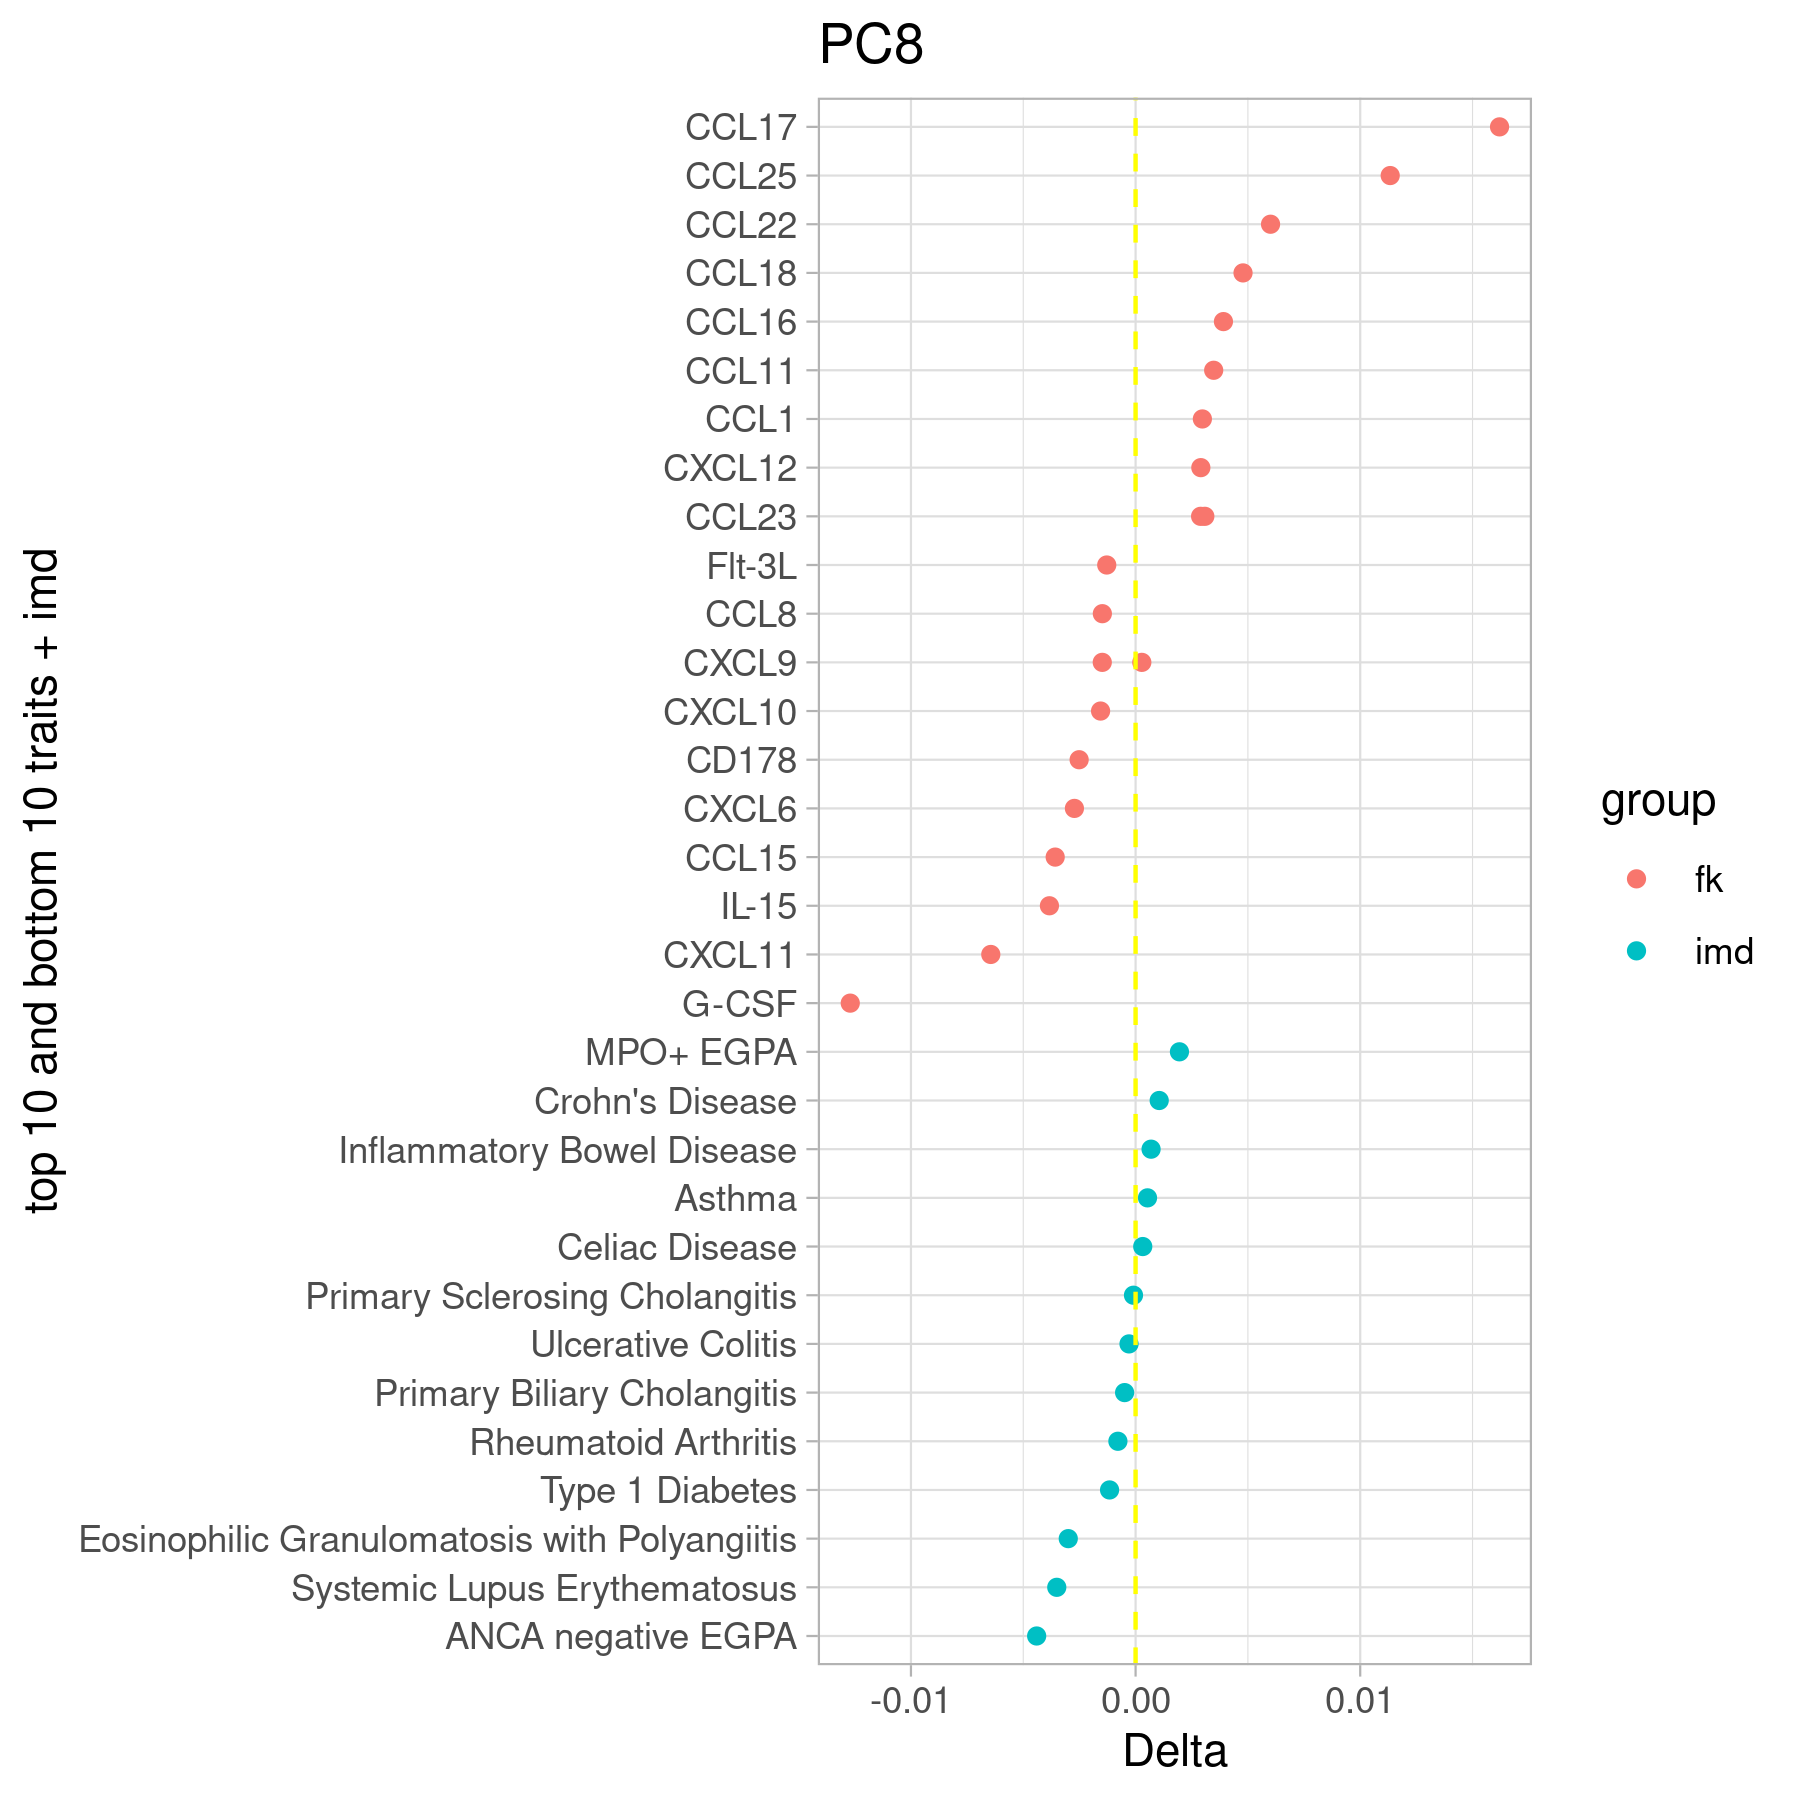 PC8
CCL17
CCL25
CCL22
CCL18
CCL16
CCL11
CCL1
CXCL12
CCL23
Flt-3L
CCL8
CXCL9
CXCL10
CD178
CXCL6
CCL15
IL-15
CXCL11
G-CSF
MPO+ EGPA
Crohn's Disease
Inflammatory Bowel Disease
Asthma
Celiac Disease
Primary Sclerosing Cholangitis
Ulcerative Colitis
Primary Biliary Cholangitis
Rheumatoid Arthritis
Type 1 Diabetes
Eosinophilic Granulomatosis with Polyangiitis
Systemic Lupus Erythematosus
ANCA negative EGPA
top 10 and bottom 10 traits + imd
-0.01 0.00 0.01
Delta
group
fk
imd